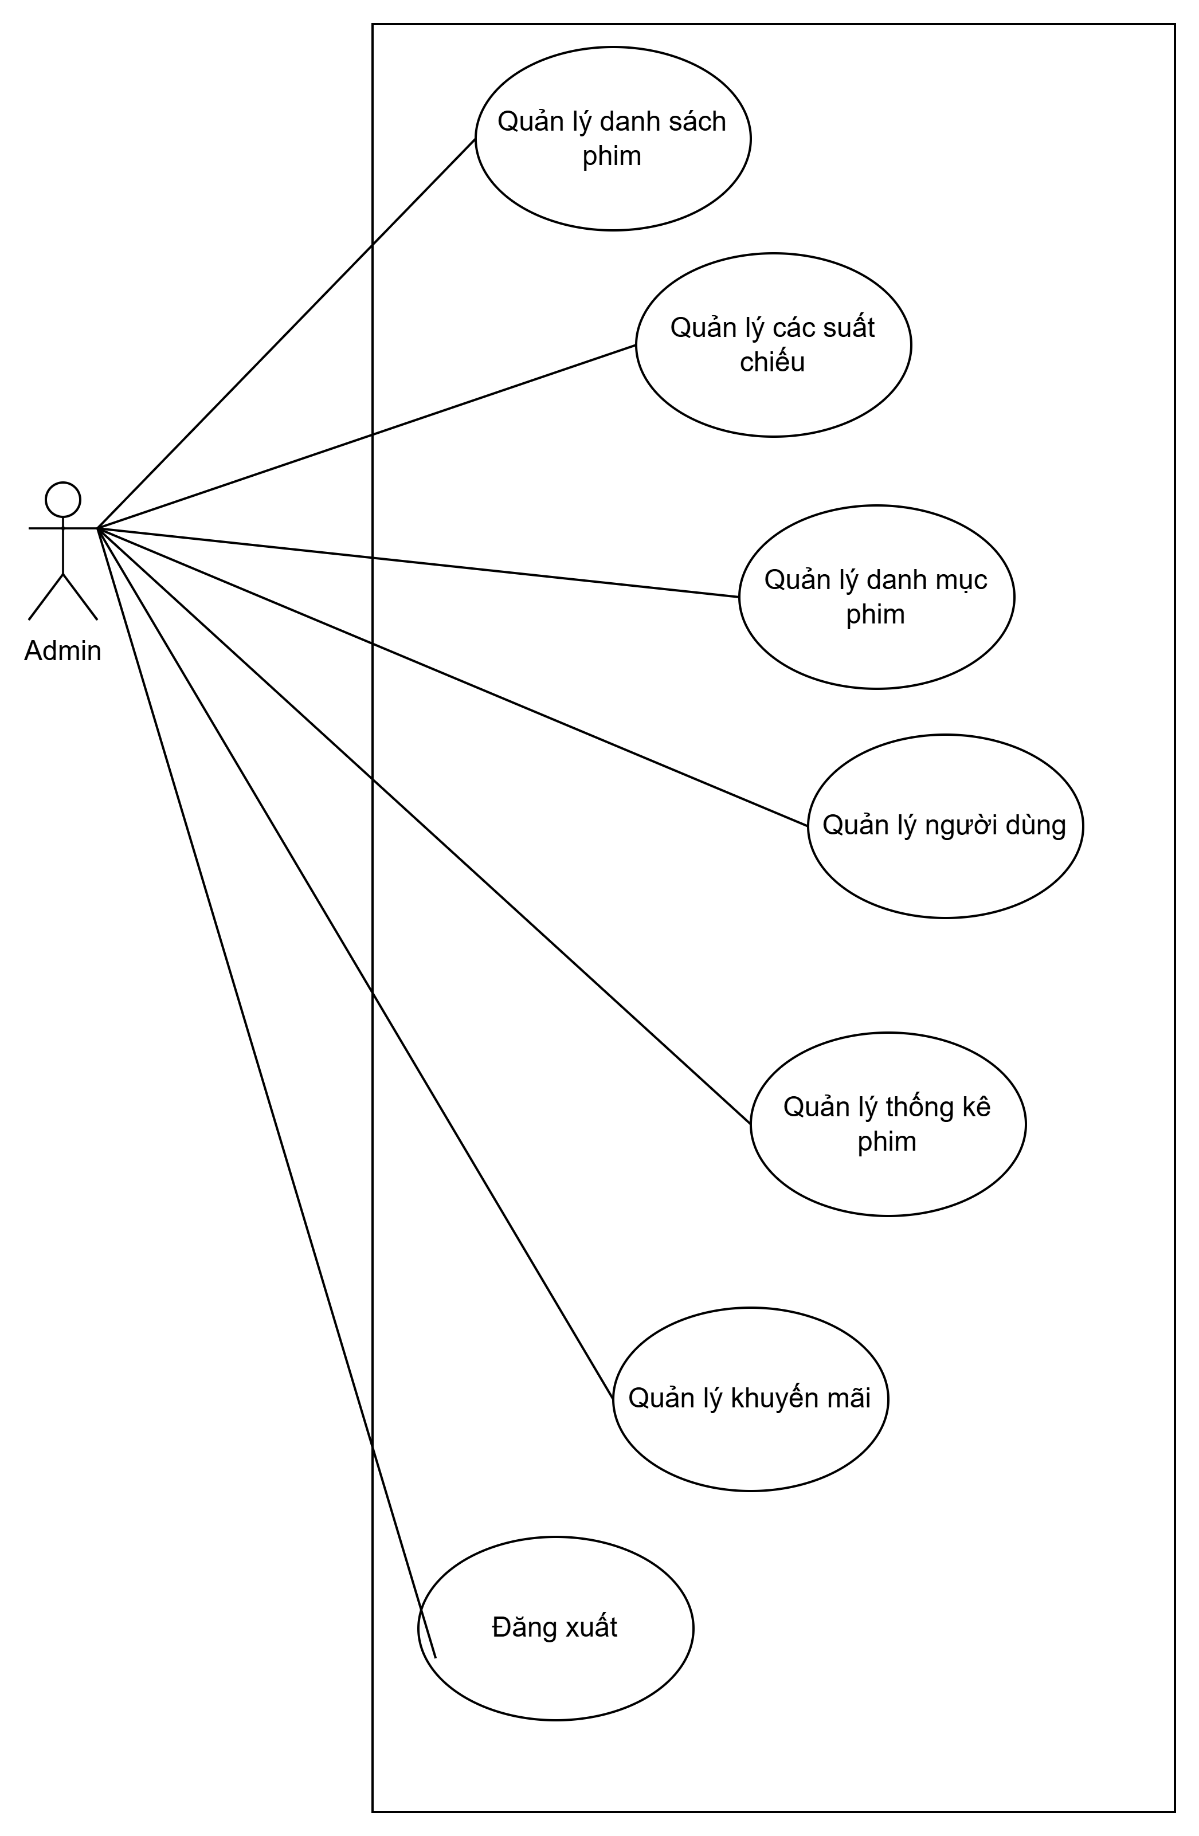 Quản lý danh sách
phim
Quản lý các suất
chiếu
Quản lý danh mục
phim
Admin
Quản lý người dùng
Quản lý thống kê
phim
Quản lý khuyến mãi
Đăng xuất